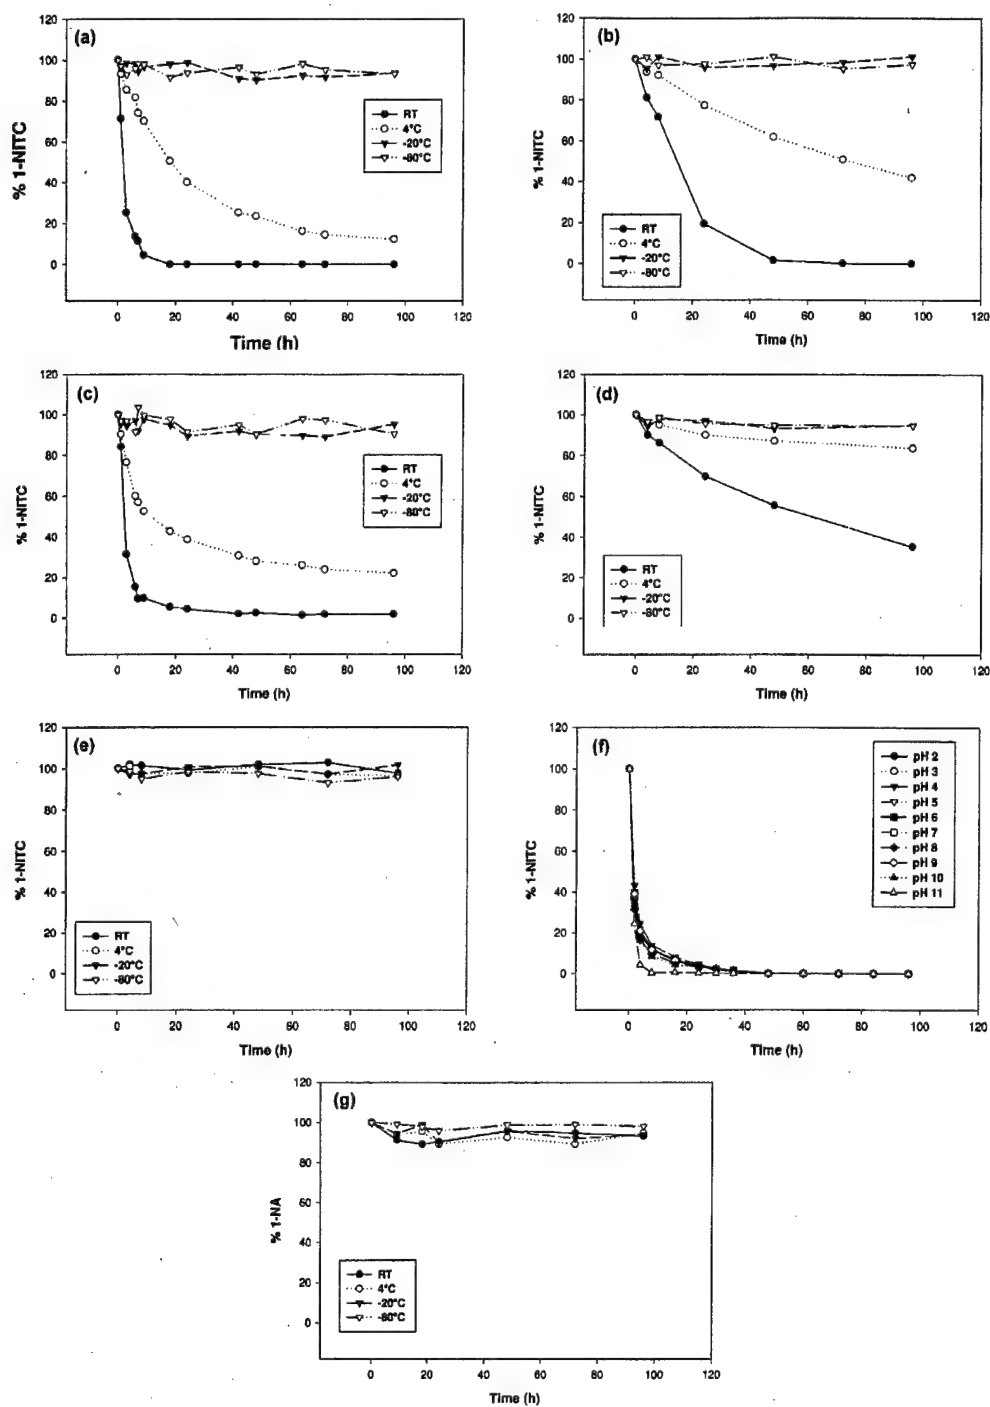 (a)
120
100
80
60
40
20
0
% 1-NITC
RT
4°C
-20°C
-80°C
0 20 40 60 80 100 120
Time (h)
(b)
120
100
80
60
40
20
0
% 1-NITC
RT
4°C
-20°C
-80°C
0 20 40 60 80 100 120
Time (h)
(c)
120
100
80
60
40
20
0
% 1-NITC
RT
4°C
-20°C
-80°C
0 20 40 60 80 100 120
Time (h)
(d)
120
100
80
60
40
20
0
% 1-NITC
RT
4°C
-20°C
-80°C
0 20 40 60 80 100 120
Time (h)
(e)
120
100
80
60
40
20
0
% 1-NITC
RT
4°C
-20°C
-80°C
0 20 40 60 80 100 120
Time (h)
(f)
120
100
80
60
40
20
0
% 1-NITC
pH 2
pH 3
pH 4
pH 5
pH 6
pH 7
pH 8
pH 9
pH 10
pH 11
0 20 40 60 80 100 120
Time (h)
(g)
120
100
80
60
40
20
0
% 1-NA
RT
4°C
-20°C
-80°C
0 20 40 60 80 100 120
Time (h)